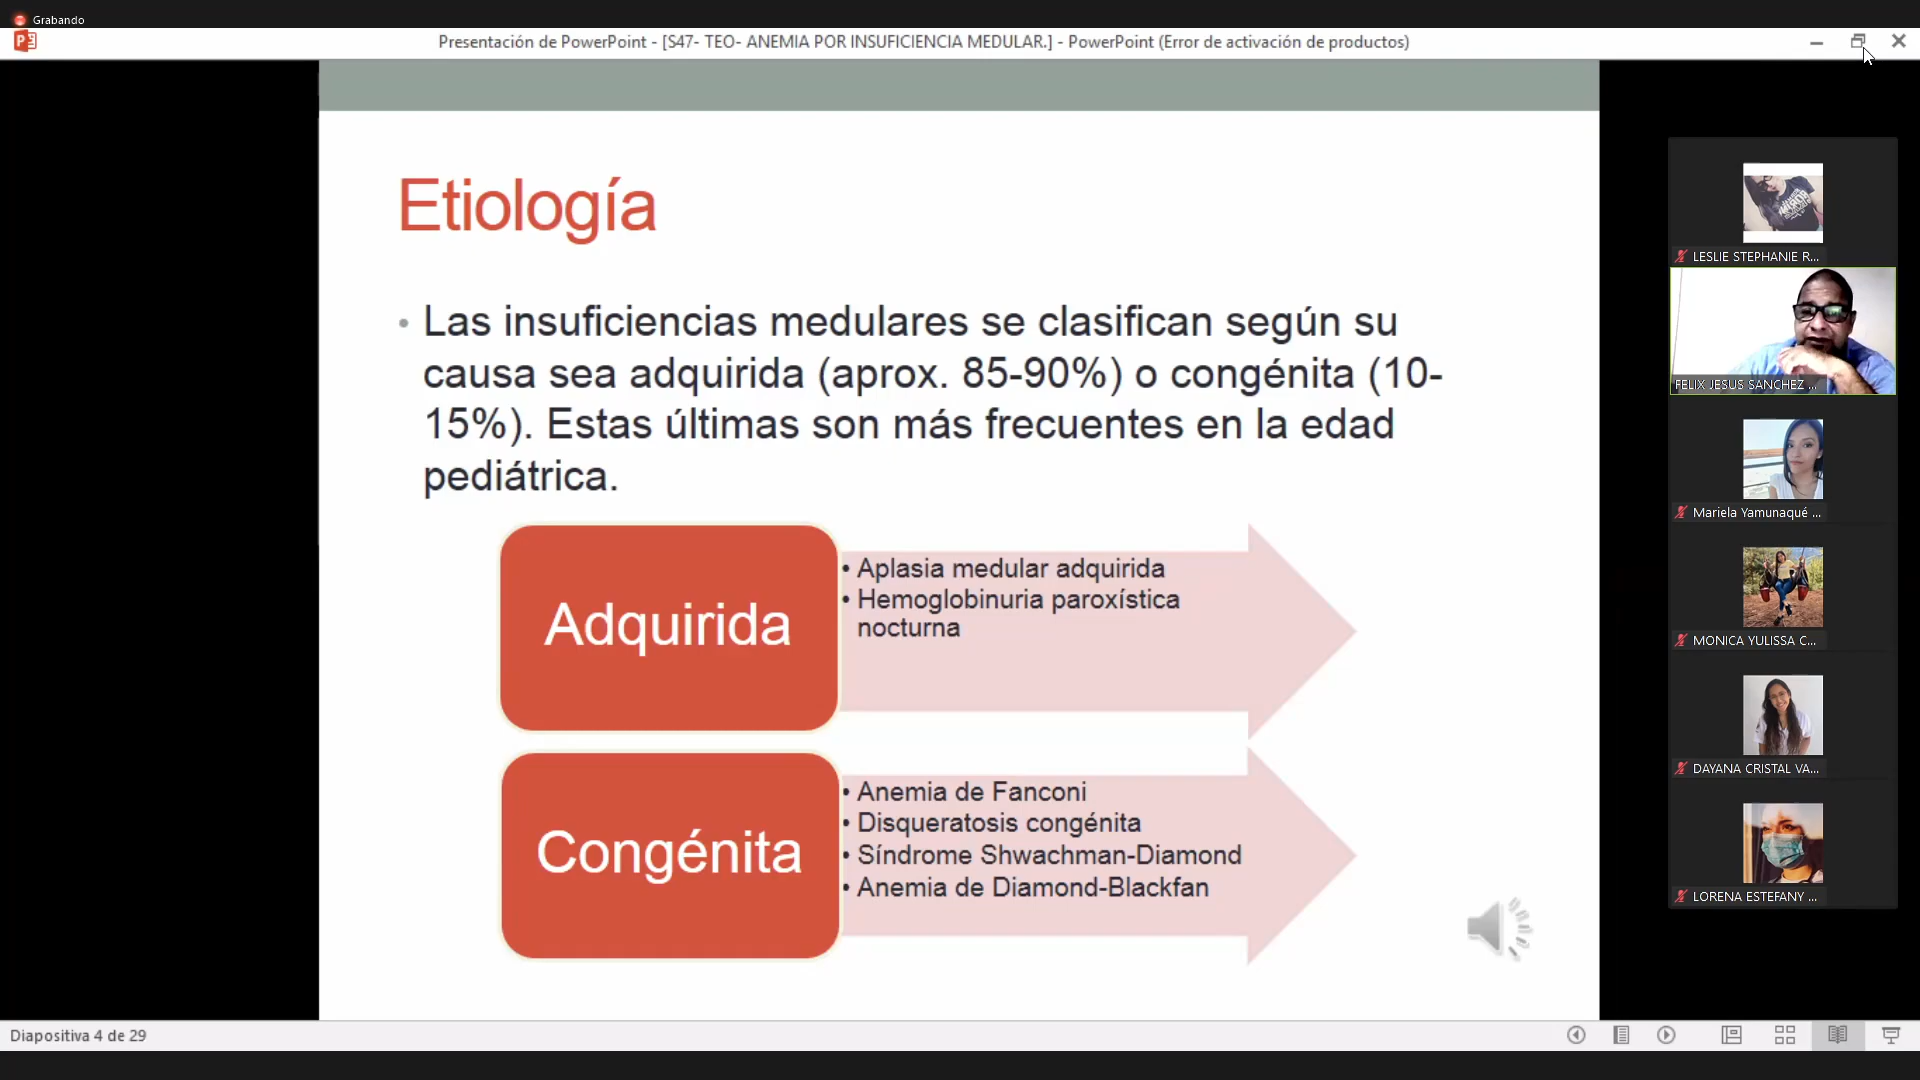 Grabando
Presentación de PowerPoint - [S47- TEO- ANEMIA POR INSUFICIENCIA MEDULAR.] - PowerPoint (Error de activación de productos)
Etiología
• Las insuficiencias medulares se clasifican según su
causa sea adquirida (aprox. 85-90%) o congénita (10-
15%). Estas últimas son más frecuentes en la edad
pediátrica.
Adquirida
• Aplasia medular adquirida
• Hemoglobinuria paroxística
nocturna
Congénita
• Anemia de Fanconi
• Disqueratosis congénita
• Síndrome Shwachman-Diamond
• Anemia de Diamond-Blackfan
LESLIE STEPHANIE R...
FELIX JESUS SANCHEZ ...
Mariela Yamunaqué ...
MONICA YULISSA C...
DAYANA CRISTAL VA...
LORENA ESTEFANY ...
Diapositiva 4 de 29